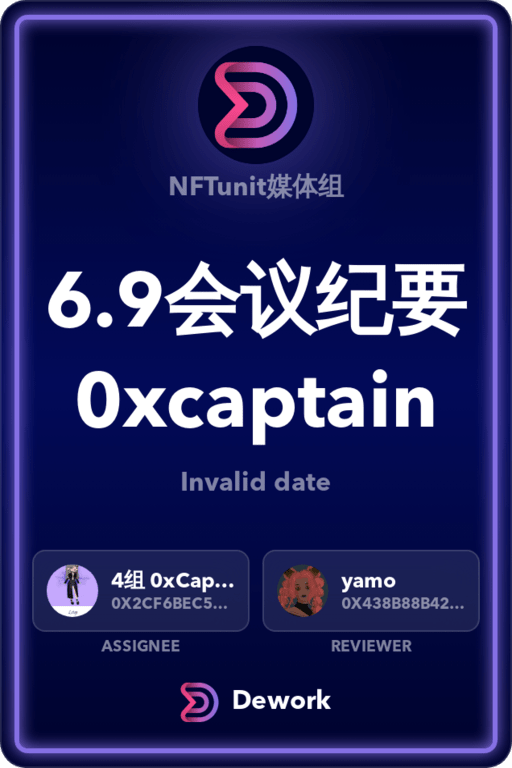 NFTunit媒体组
6.9会议纪要
0xcaptain
Invalid date
4组 0xCap...
0X2CF6BEC5...
yamo
0X438B88B42...
ASSIGNEE
REVIEWER
Dework